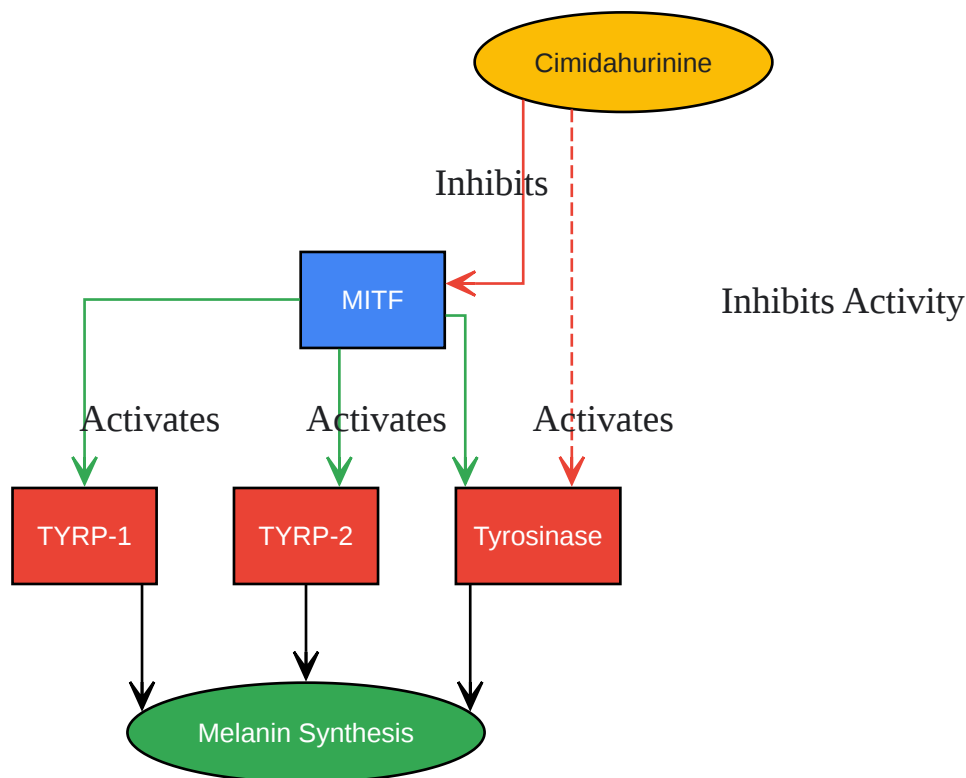 Cimidahurinine
Inhibits
MITF
Inhibits Activity
Activates
Activates
Activates
TYRP-1
TYRP-2
Tyrosinase
Melanin Synthesis